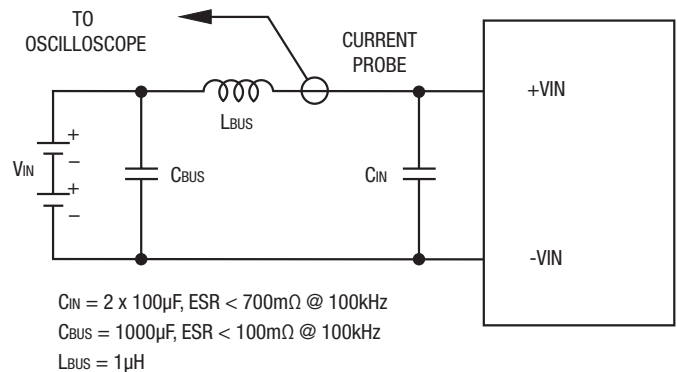 TO
OSCILLOSCOPE
CURRENT
PROBE
+VIN
LBUS
+
−
VIN
+
−
CBUS
CIN
-VIN
CIN = 2 x 100µF, ESR < 700mΩ @ 100kHz
CBUS = 1000µF, ESR < 100mΩ @ 100kHz
LBUS = 1µH